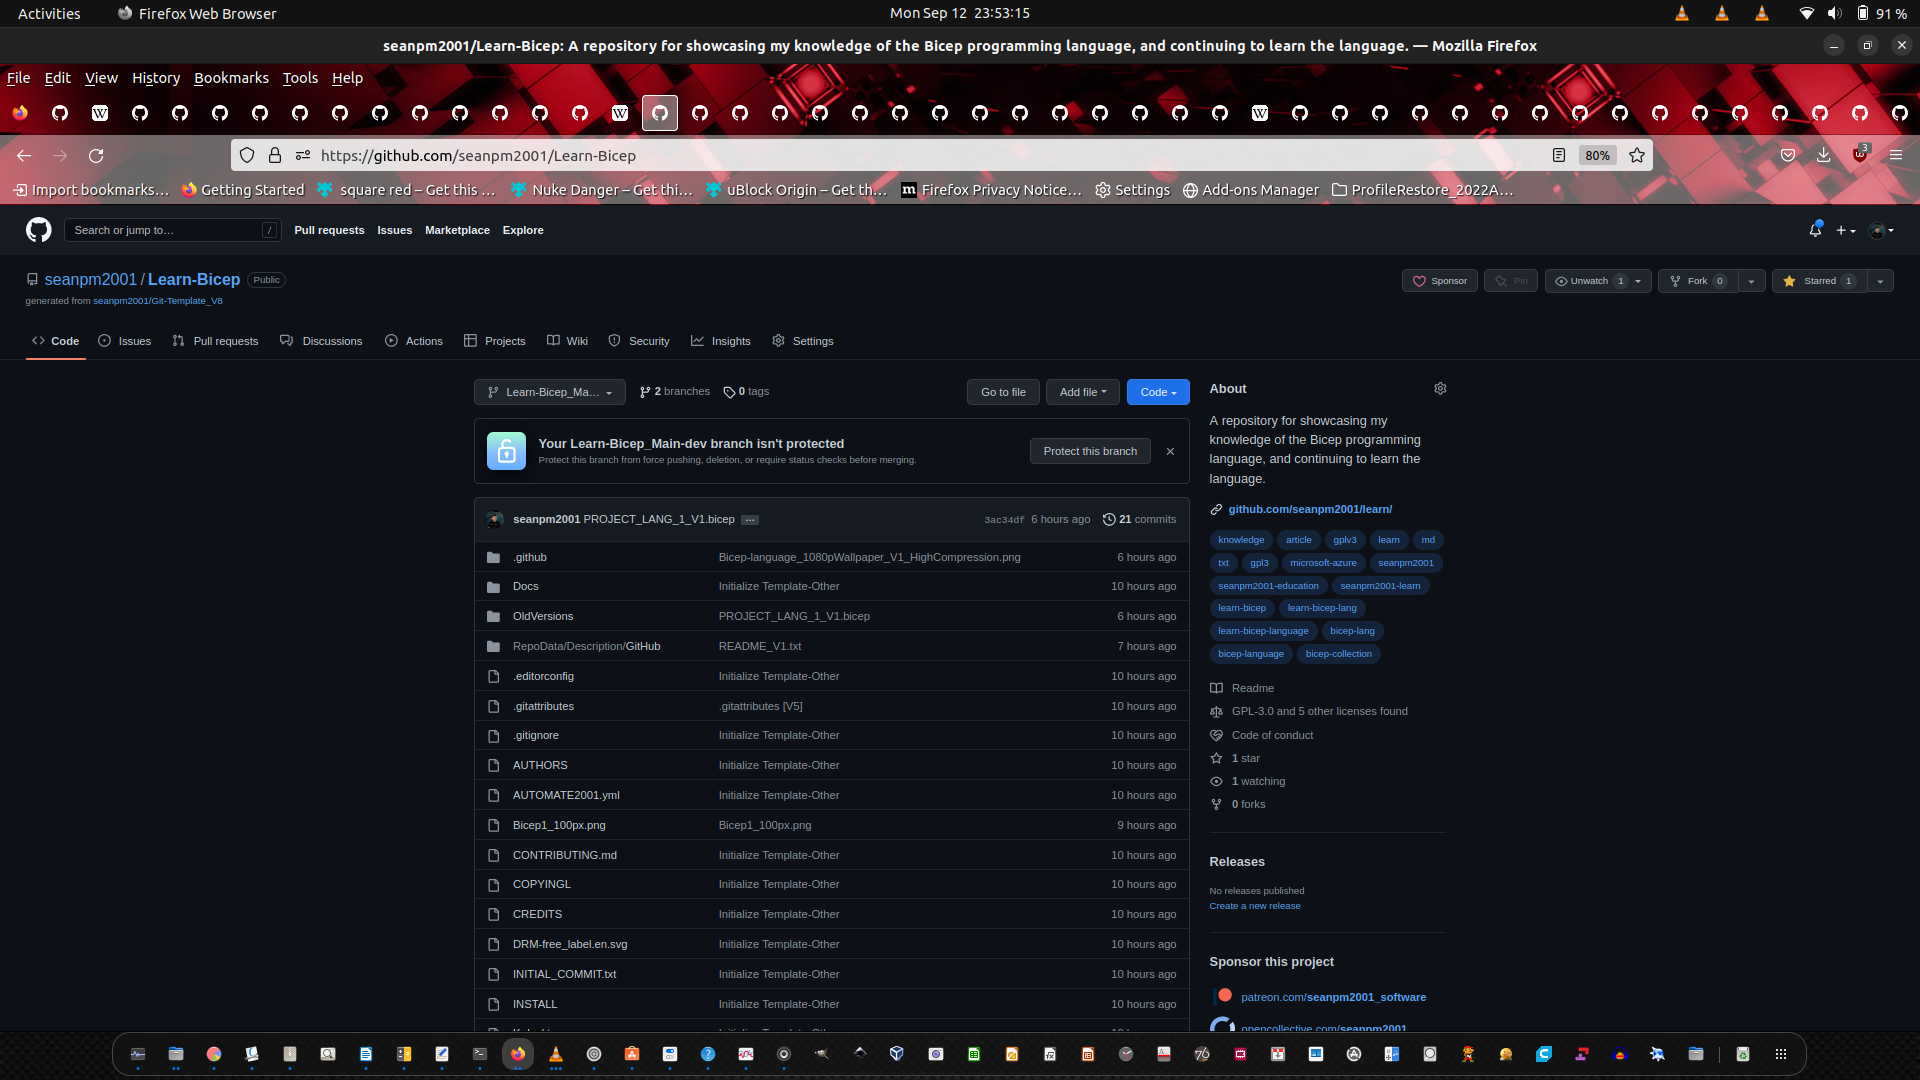 Activities Firefox Web Browser Mon Sep 12 23:53:15 91 %
seanpm2001/Learn-Bicep: A repository for showcasing my knowledge of the Bicep programming language, and continuing to learn the language. — Mozilla Firefox
File Edit View History Bookmarks Tools Help
https://github.com/seanpm2001/Learn-Bicep 80% 3
Import bookmarks… Getting Started square red – Get this … Nuke Danger – Get thi… uBlock Origin – Get th… Firefox Privacy Notice… Settings Add-ons Manager ProfileRestore_2022A…
Search or jump to… / Pull requests Issues Marketplace Explore
seanpm2001 / Learn-Bicep Public Sponsor Pin Unwatch 1 Fork 0 Starred 1
generated from seanpm2001/Git-Template_V8
Code Issues Pull requests Discussions Actions Projects Wiki Security Insights Settings
Learn-Bicep_Ma… 2 branches 0 tags Go to file Add file Code
Your Learn-Bicep_Main-dev branch isn't protected
Protect this branch from force pushing, deletion, or require status checks before merging.
Protect this branch
seanpm2001 PROJECT_LANG_1_V1.bicep … 3ac34df 6 hours ago 21 commits
.github Bicep-language_1080pWallpaper_V1_HighCompression.png 6 hours ago
Docs Initialize Template-Other 10 hours ago
OldVersions PROJECT_LANG_1_V1.bicep 6 hours ago
RepoData/Description/GitHub README_V1.txt 7 hours ago
.editorconfig Initialize Template-Other 10 hours ago
.gitattributes .gitattributes [V5] 10 hours ago
.gitignore Initialize Template-Other 10 hours ago
AUTHORS Initialize Template-Other 10 hours ago
AUTOMATE2001.yml Initialize Template-Other 10 hours ago
Bicep1_100px.png Bicep1_100px.png 9 hours ago
CONTRIBUTING.md Initialize Template-Other 10 hours ago
COPYINGL Initialize Template-Other 10 hours ago
CREDITS Initialize Template-Other 10 hours ago
DRM-free_label.en.svg Initialize Template-Other 10 hours ago
INITIAL_COMMIT.txt Initialize Template-Other 10 hours ago
INSTALL Initialize Template-Other 10 hours ago
About
A repository for showcasing my
knowledge of the Bicep programming
language, and continuing to learn the
language.
github.com/seanpm2001/learn/
knowledge article gplv3 learn md
txt gpl3 microsoft-azure seanpm2001
seanpm2001-education seanpm2001-learn
learn-bicep learn-bicep-lang
learn-bicep-language bicep-lang
bicep-language bicep-collection
Readme
GPL-3.0 and 5 other licenses found
Code of conduct
1 star
1 watching
0 forks
Releases
No releases published
Create a new release
Sponsor this project
patreon.com/seanpm2001_software
opencollective.com/seanpm2001